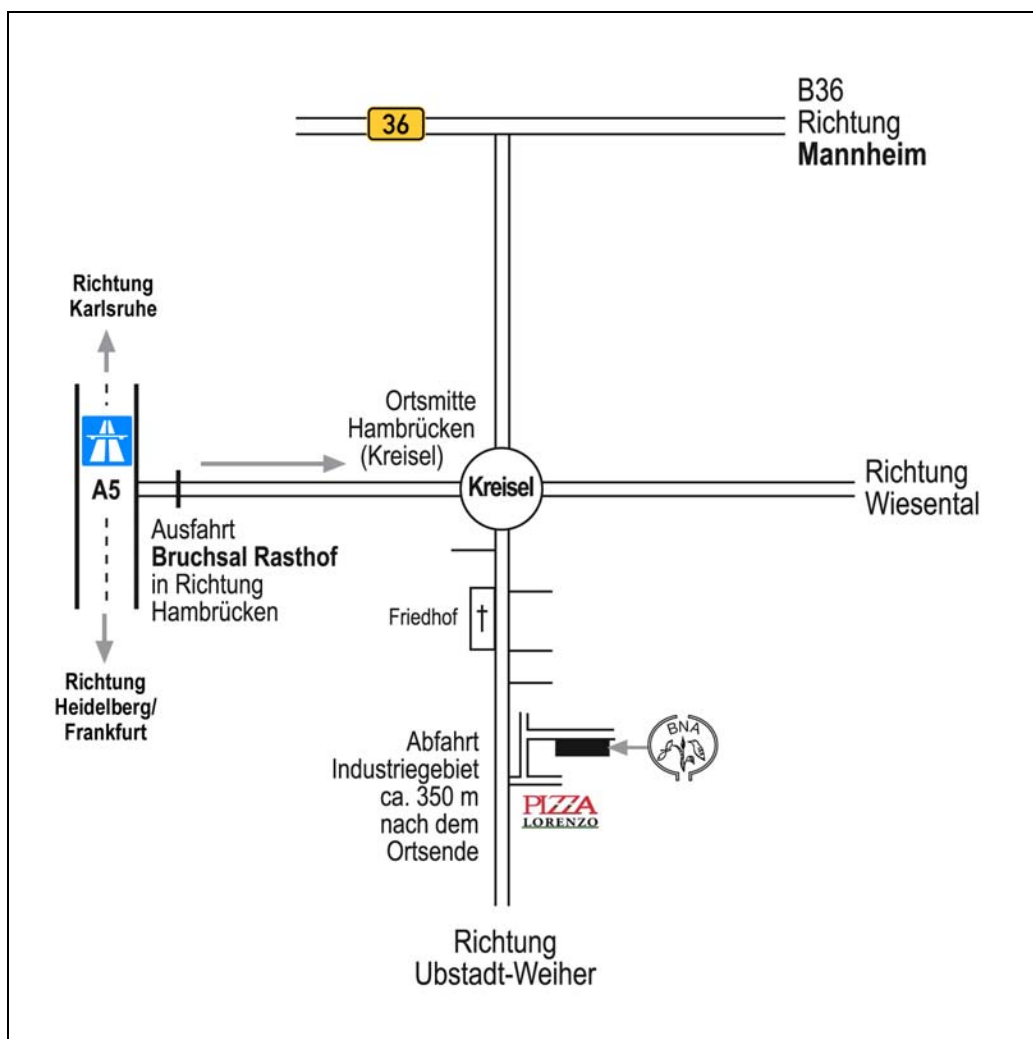 36
B36
Richtung
Mannheim
Richtung
Karlsruhe
A5
Ortsmitte
Hambrücken
(Kreisel)
Kreisel
Richtung
Wiesental
Ausfahrt
Bruchsal Rasthof
in Richtung
Hambrücken
Friedhof
Richtung
Heidelberg/
Frankfurt
Abfahrt
Industriegebiet
ca. 350 m
nach dem
Ortsende
BNA
PIZZA
LORENZO
Richtung
Ubstadt-Weiher